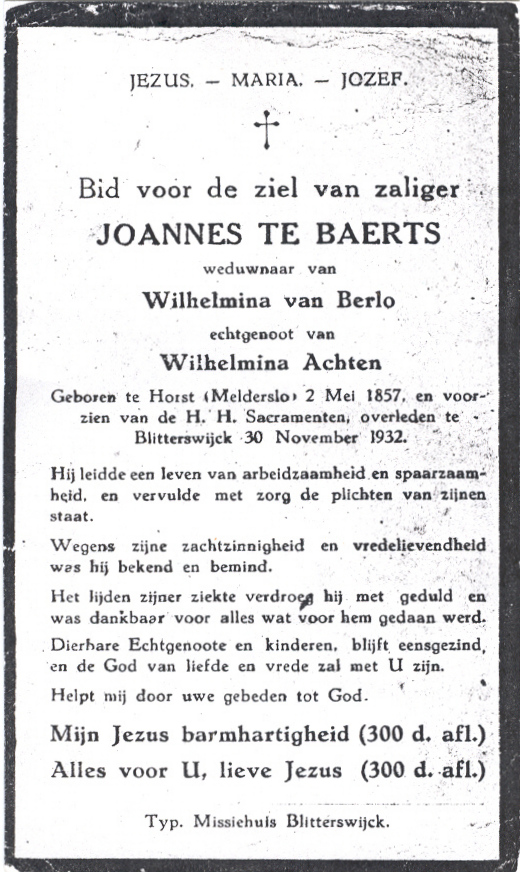 JEZUS. — MARIA. — JOZEF.
Bid voor de ziel van zaliger
JOANNES TE BAERTS
weduwnaar van
Wilhelmina van Berlo
echtgenoot van
Wilhelmina Achten
Geboren te Horst (Melderslo) 2 Mei 1857, en voor-
zien van de H. H. Sacramenten, overleden te
Blitterswijck 30 November 1932.
Hij leidde een leven van arbeidzaamheid en spaarzaam-
heid, en vervulde met zorg de plichten van zijnen
staat.
Wegens zijne zachtzinnigheid en vredelievendheid
was hij bekend en bemind.
Het lijden zijner ziekte verdroeg hij met geduld en
was dankbaar voor alles wat voor hem gedaan werd.
Dierbare Echtgenoote en kinderen, blijft eensgezind,
en de God van liefde en vrede zal met U zijn.
Helpt mij door uwe gebeden tot God.
Mijn Jezus barmhartigheid (300 d. afl.)
Alles voor U, lieve Jezus (300 d. afl.)
Typ. Missiehuis Blitterswijck.